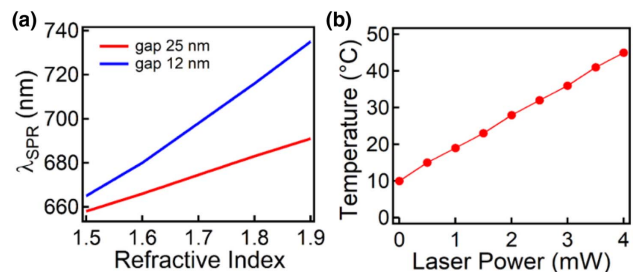 (a)
740
720
700
680
660
λSPR (nm)
gap 25 nm
gap 12 nm
1.5 1.6 1.7 1.8 1.9
Refractive Index
(b)
50
40
30
20
10
0
Temperature (°C)
0 1 2 3 4
Laser Power (mW)